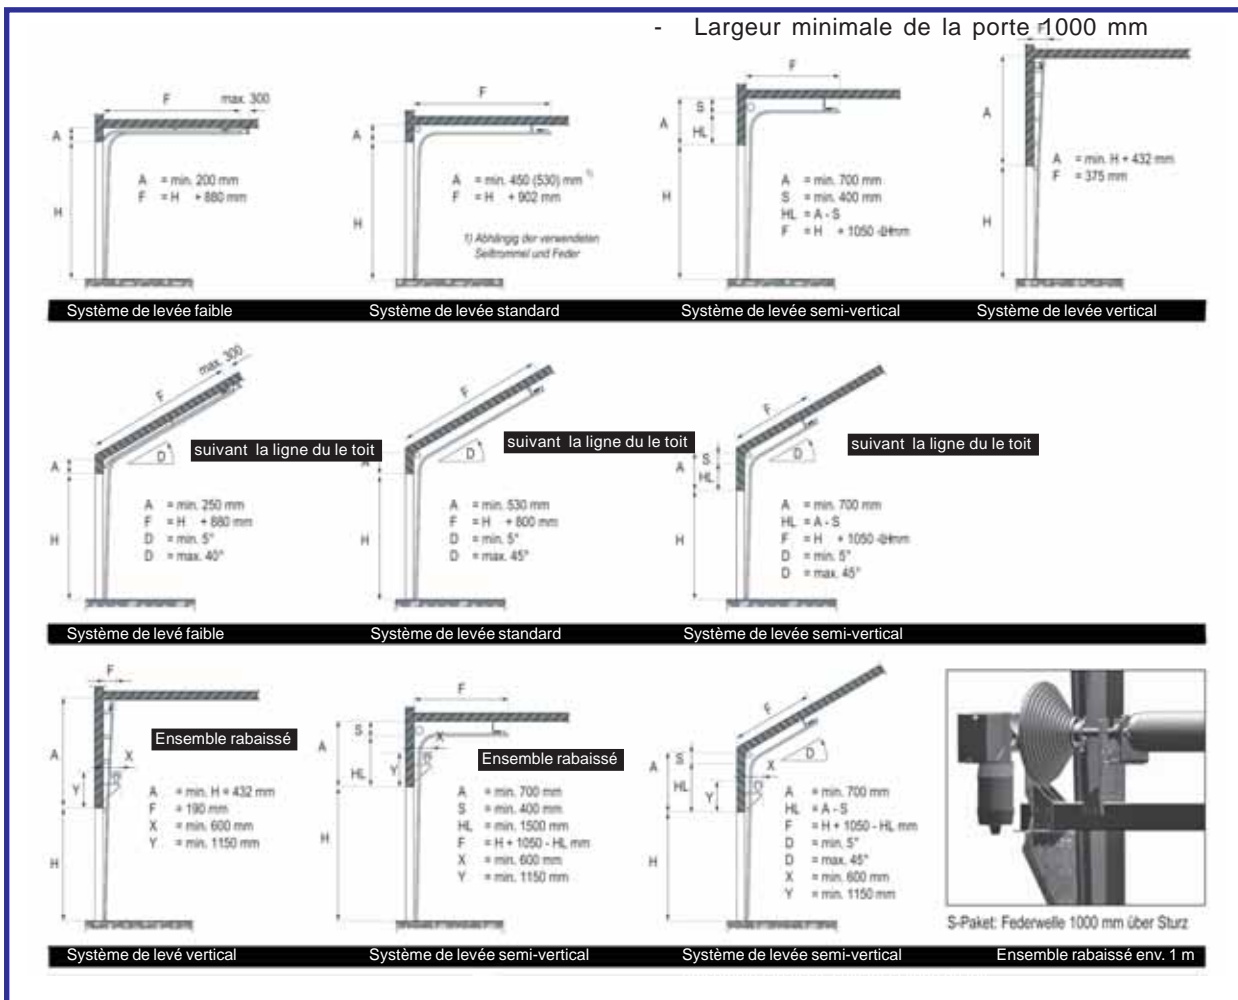 - Largeur minimale de la porte 1000 mm
F max. 300
A
H
A = min. 200 mm
F = H + 880 mm
F
A
H
A = min. 450 (530) mm 1)
F = H + 902 mm
1) Abhängig der verwendeten
Seiltrommel und Feder
F
S
A
HL
H
A = min. 700 mm
S = min. 400 mm
HL = A - S
F = H + 1050 - mm
F
A
H
A = min. H + 432 mm
F = 375 mm
Système de levée faible
Système de levée standard
Système de levée semi-vertical
Système de levée vertical
F max. 300
D
suivant la ligne du le toit
A
H
A = min. 250 mm
F = H + 880 mm
D = min. 5°
D = max. 40°
F
D
suivant la ligne du le toit
A
H
A = min. 530 mm
F = H + 800 mm
D = min. 5°
D = max. 45°
F
D
suivant la ligne du le toit
S
A
HL
H
A = min. 700 mm
HL = A - S
F = H + 1050 - mm
D = min. 5°
D = max. 45°
Système de levé faible
Système de levée standard
Système de levée semi-vertical
F
Ensemble rabaissé
A
X
Y
H
A = min. H = 432 mm
F = 190 mm
X = min. 600 mm
Y = min. 1150 mm
F
S
A
X
HL
Y
Ensemble rabaissé
H
A = min. 700 mm
S = min. 400 mm
HL = min. 1500 mm
F = H + 1050 - HL mm
X = min. 600 mm
Y = min. 1150 mm
F
D
S
A
X
HL
Y
H
A = min. 700 mm
HL = A - S
F = H + 1050 - HL mm
D = min. 5°
D = max. 45°
X = min. 600 mm
Y = min. 1150 mm
S-Paket: Federwelle 1000 mm über Sturz
Système de levé vertical
Système de levée semi-vertical
Système de levée semi-vertical
Ensemble rabaissé env. 1 m